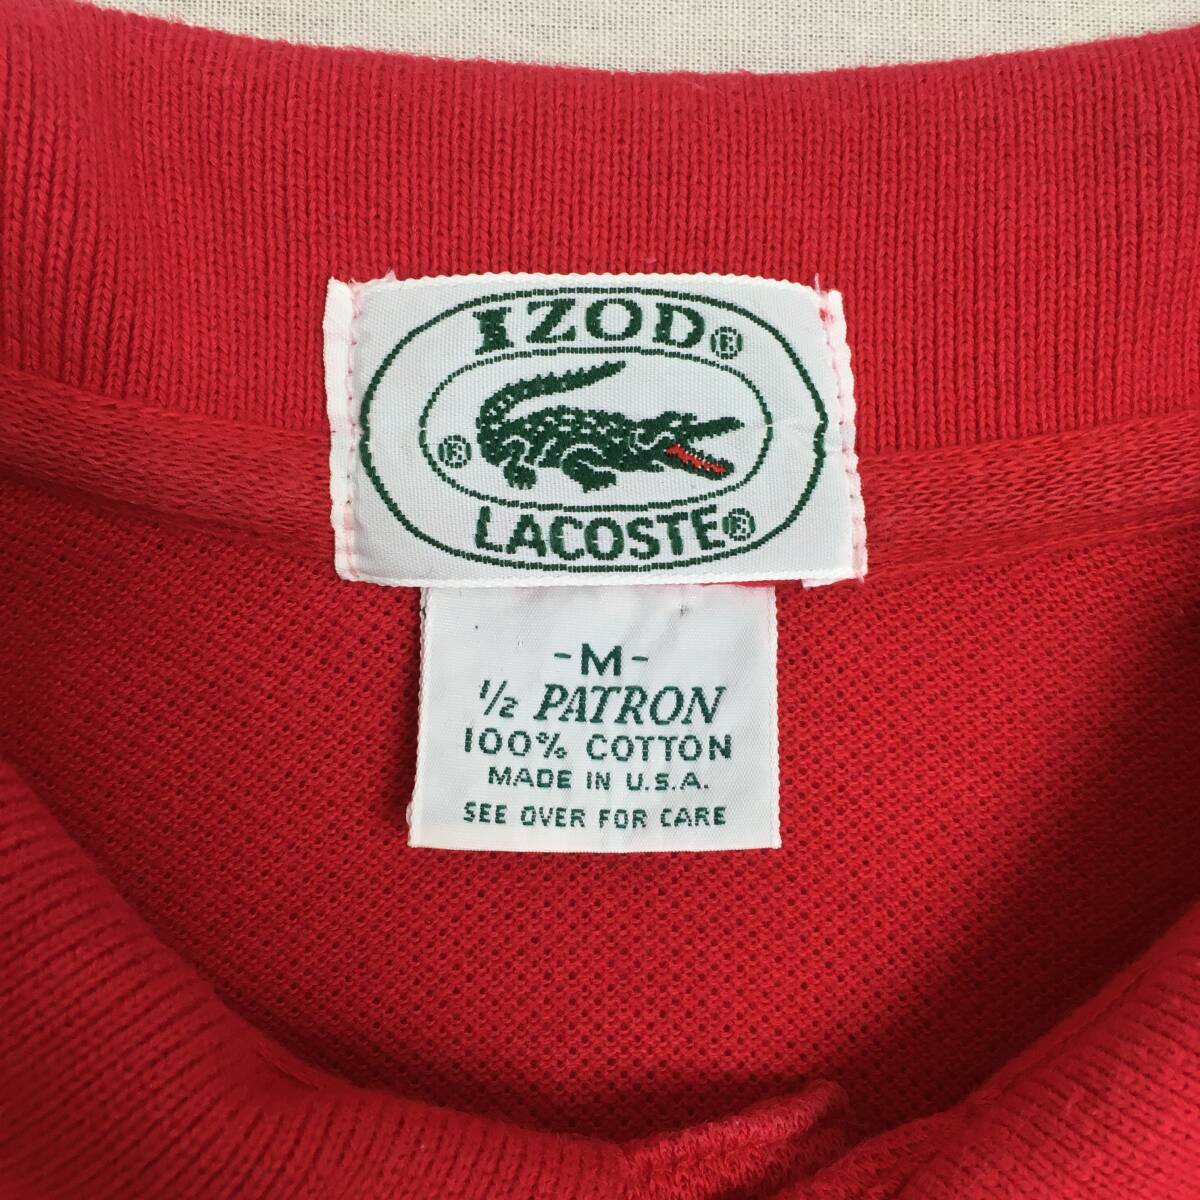 IZOD®
®
LACOSTE®
-M-
1/2 PATRON
100% COTTON
MADE IN U.S.A.
SEE OVER FOR CARE